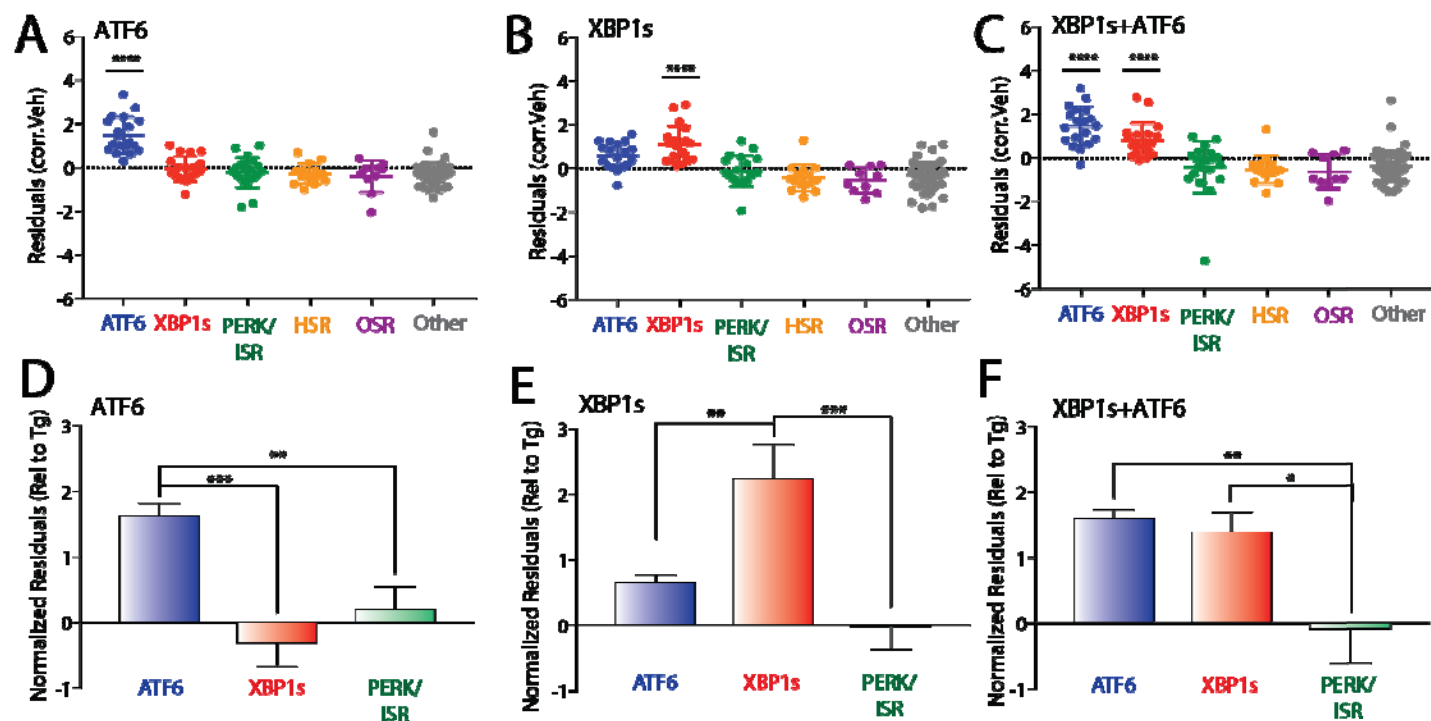 A
ATF6
Residuals (corr.Veh)
6
4
2
0
-2
-4
-6
****
ATF6
XBP1s
PERK/
ISR
HSR
OSR
Other
B
XBP1s
Residuals (corr.Veh)
6
4
2
0
-2
-4
-6
****
ATF6
XBP1s
PERK/
ISR
HSR
OSR
Other
C
XBP1s+ATF6
Residuals (corr.Veh)
6
4
2
0
-2
-4
-6
****
****
ATF6
XBP1s
PERK/
ISR
HSR
OSR
Other
D
ATF6
Normalized Residuals (Rel to Tg)
3
2
1
0
-1
**
***
ATF6
XBP1s
PERK/
ISR
E
XBP1s
Normalized Residuals (Rel to Tg)
3
2
1
0
-1
**
***
ATF6
XBP1s
PERK/
ISR
F
XBP1s+ATF6
Normalized Residuals (Rel to Tg)
3
2
1
0
-1
**
*
ATF6
XBP1s
PERK/
ISR